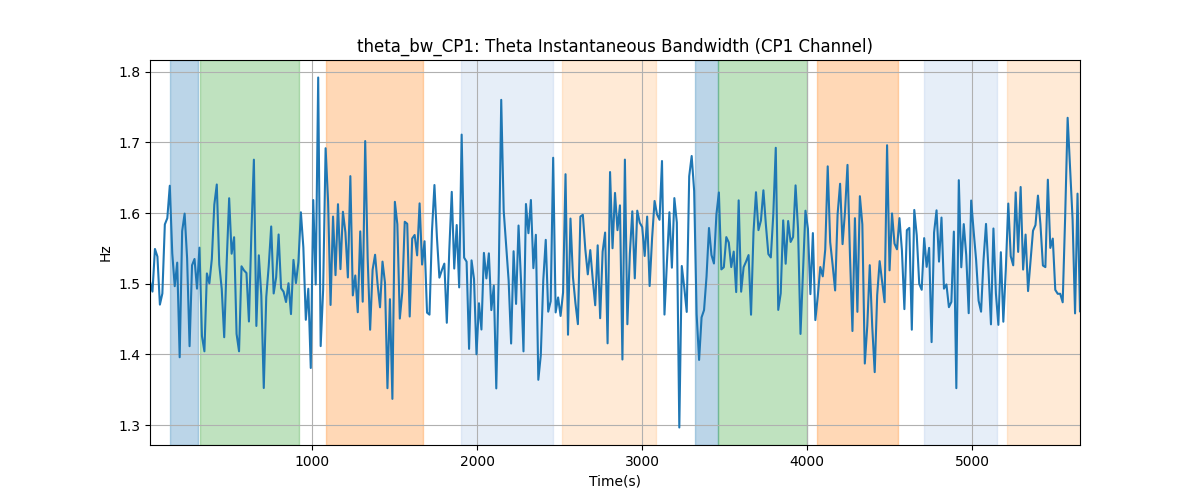 theta_bw_CP1: Theta Instantaneous Bandwidth (CP1 Channel)
Hz
1.8
1.7
1.6
1.5
1.4
1.3
1000 2000 3000 4000 5000
Time(s)